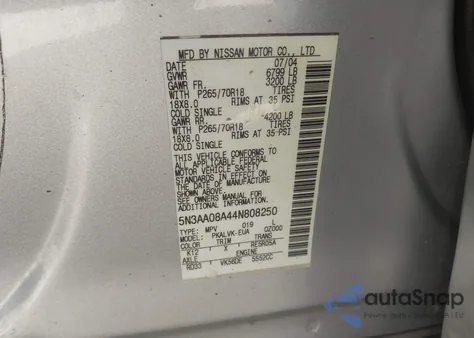 MFD BY NISSAN MOTOR CO., LTD
DATE 07/04
GVWR 6799 LB
GAWR FR. 3200 LB
WITH P265/70R18 TIRES
18X8.0 RIMS AT 35 PSI
COLD SINGLE
GAWR RR. 4200 LB
WITH P265/70R18 TIRES
18X8.0 RIMS AT 35 PSI
COLD SINGLE
THIS VEHICLE CONFORMS TO
ALL APPLICABLE FEDERAL
MOTOR VEHICLE SAFETY
STANDARDS IN EFFECT ON
THE DATE OF MANUFACTURE
SHOWN ABOVE.
SEE OWNERS MANUAL FOR
ADDITIONAL INFORMATION
5N3AA08A44N808250
TYPE: MPV 019 L
MODEL: PKALVK-EUA OZ000
COLOR TRIM TRANS
K12 X RE5R05A
AXLE ENGINE
RD33 VK56DE 5552CC
autoSnap